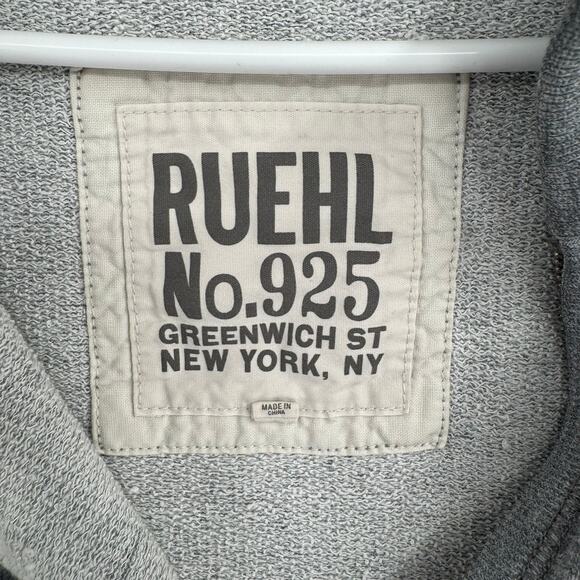 RUEHL
No.925
GREENWICH ST
NEW YORK, NY
MADE IN
CHINA